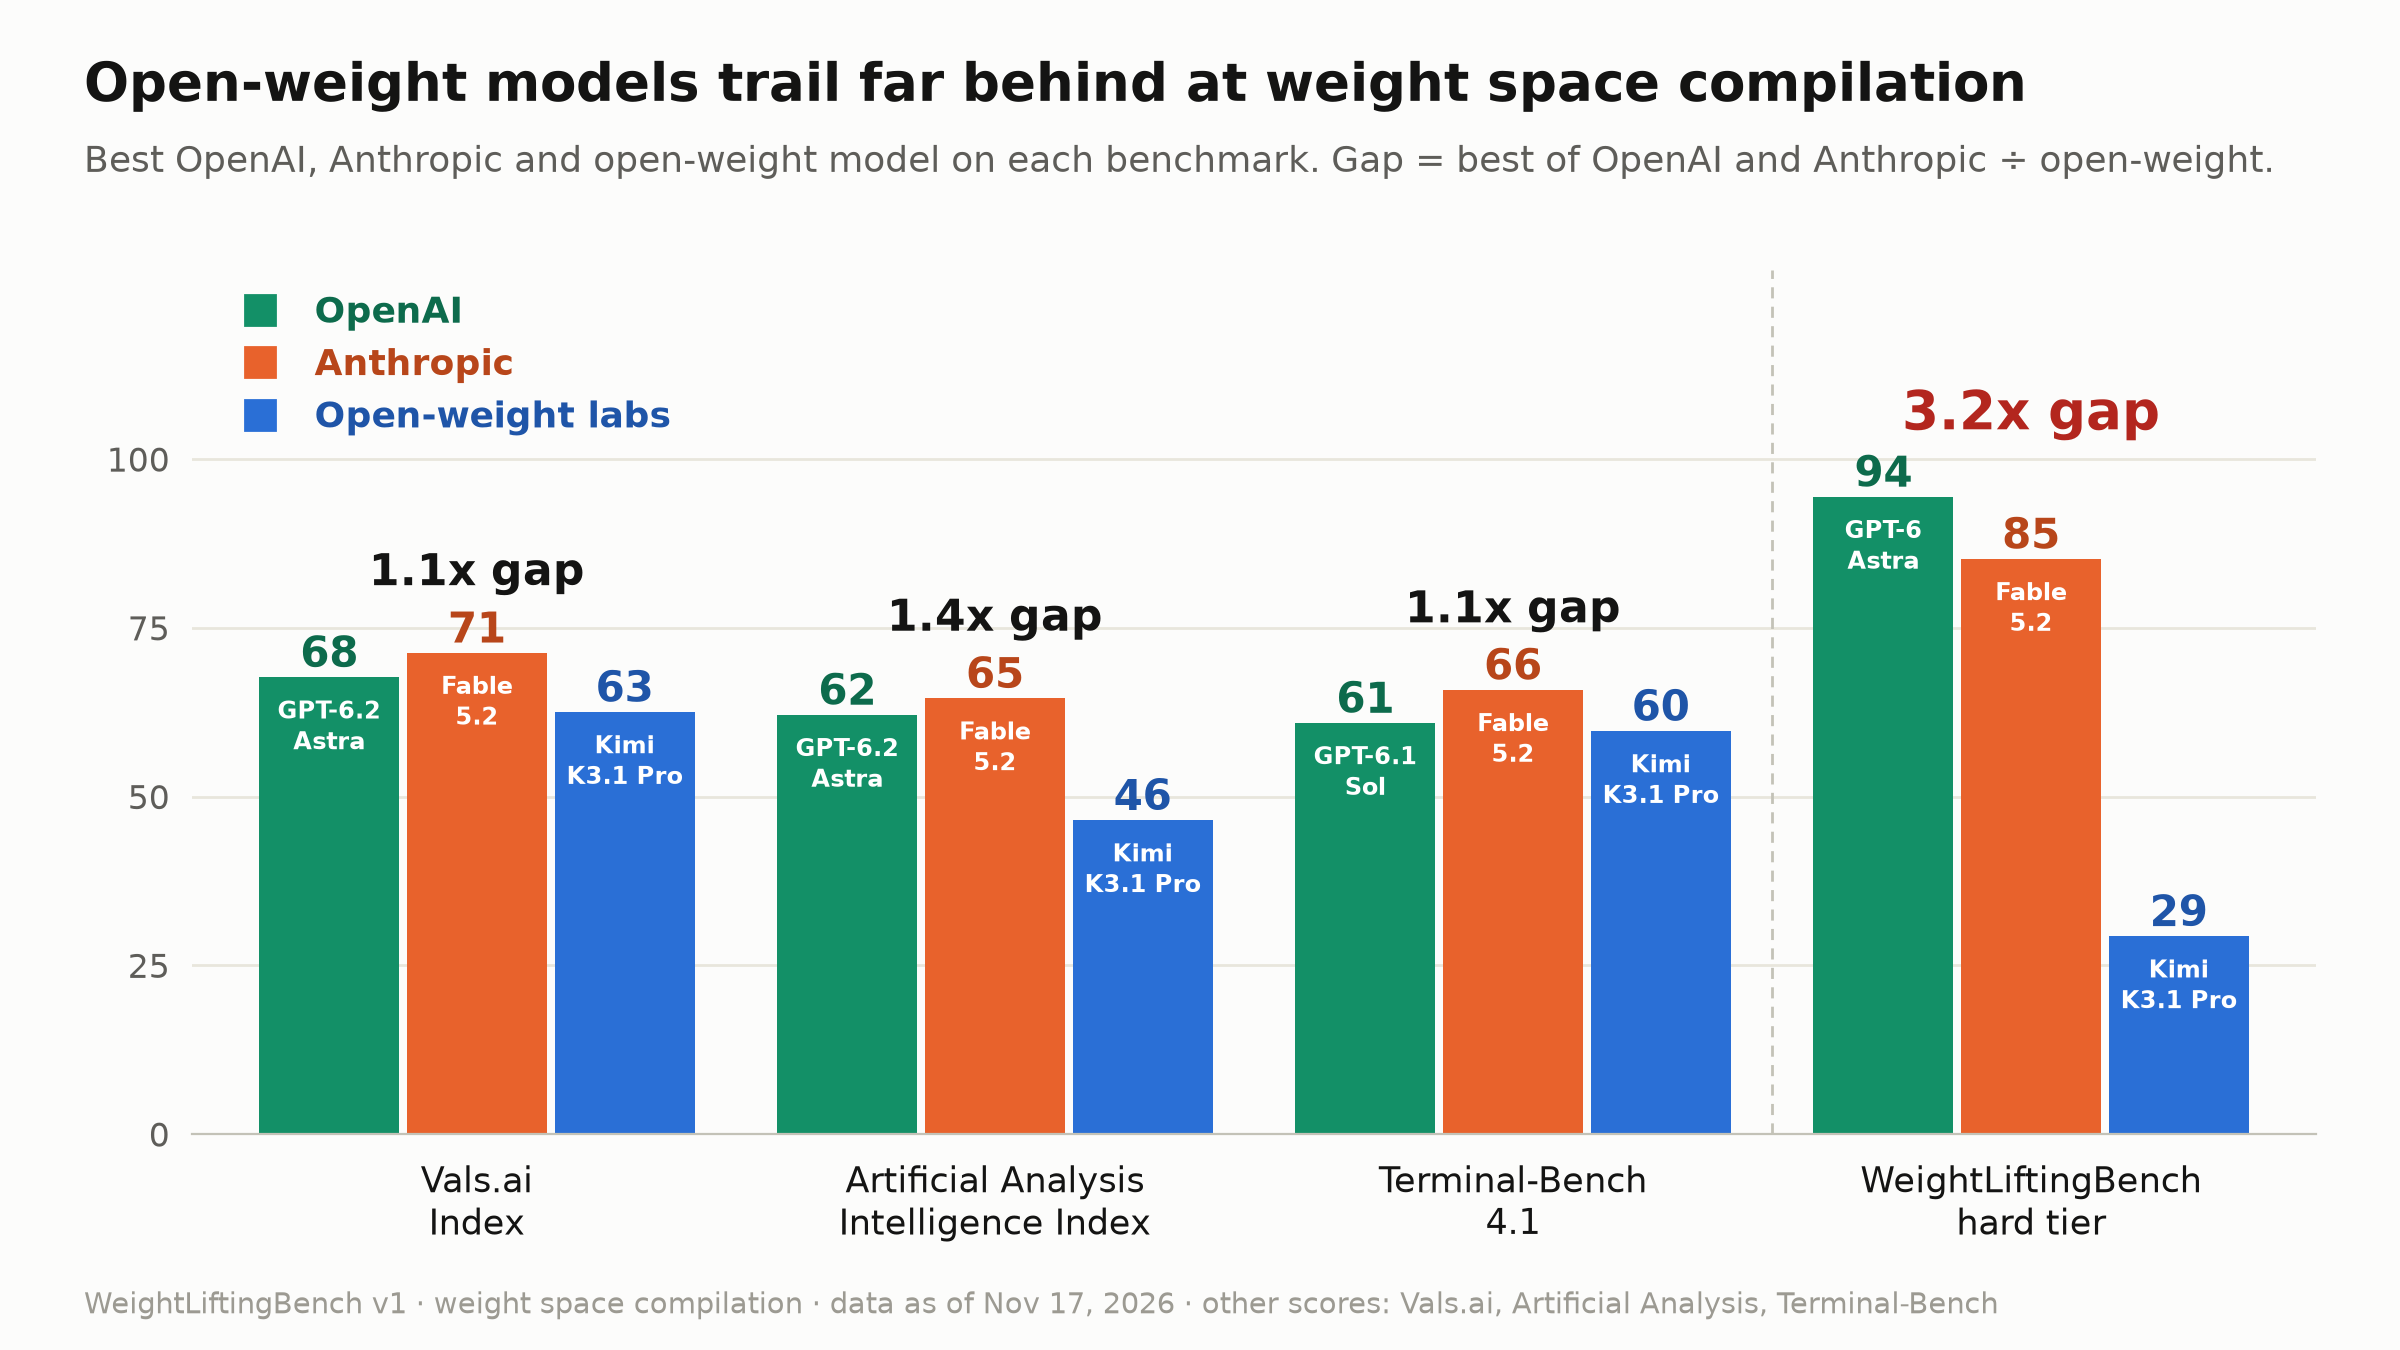 Open-weight models trail far behind at weight space compilation
Best OpenAI, Anthropic and open-weight model on each benchmark. Gap = best of OpenAI and Anthropic ÷ open-weight.
OpenAI
Anthropic
Open-weight labs
100
75
50
25
0
1.1x gap
68
71
63
GPT-6.2
Astra
Fable
5.2
Kimi
K3.1 Pro
Vals.ai
Index
1.4x gap
62
65
46
GPT-6.2
Astra
Fable
5.2
Kimi
K3.1 Pro
Artificial Analysis
Intelligence Index
1.1x gap
61
66
60
GPT-6.1
Sol
Fable
5.2
Kimi
K3.1 Pro
Terminal-Bench
4.1
3.2x gap
94
85
29
GPT-6
Astra
Fable
5.2
Kimi
K3.1 Pro
WeightLiftingBench
hard tier
WeightLiftingBench v1 · weight space compilation · data as of Nov 17, 2026 · other scores: Vals.ai, Artificial Analysis, Terminal-Bench